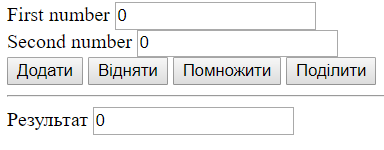 First number 0
Second number 0
Додати Відняти Помножити Поділити
Результат 0